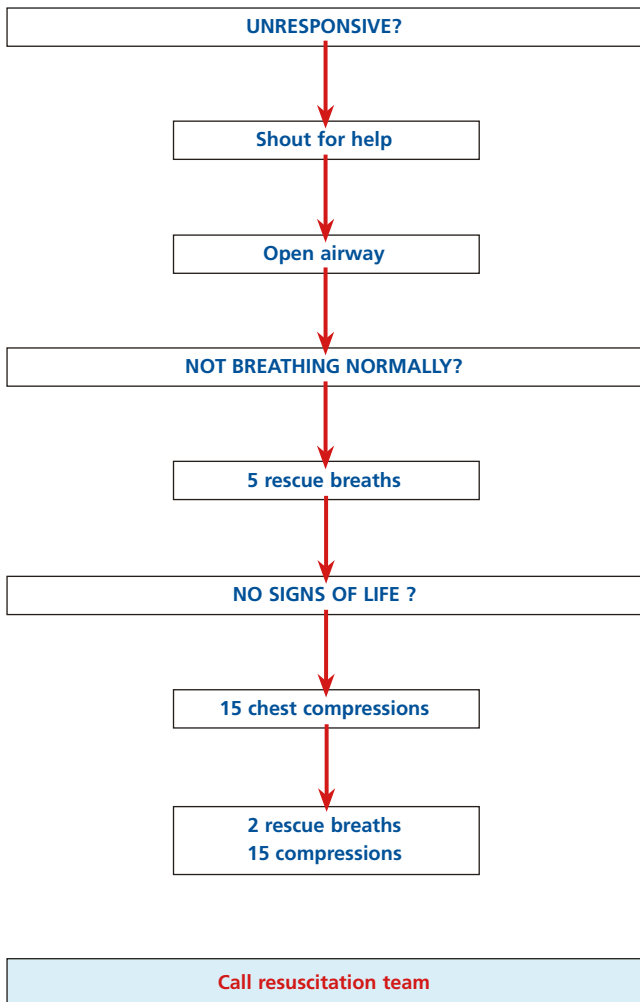 UNRESPONSIVE?
Shout for help
Open airway
NOT BREATHING NORMALLY?
5 rescue breaths
NO SIGNS OF LIFE ?
15 chest compressions
2 rescue breaths
15 compressions
Call resuscitation team